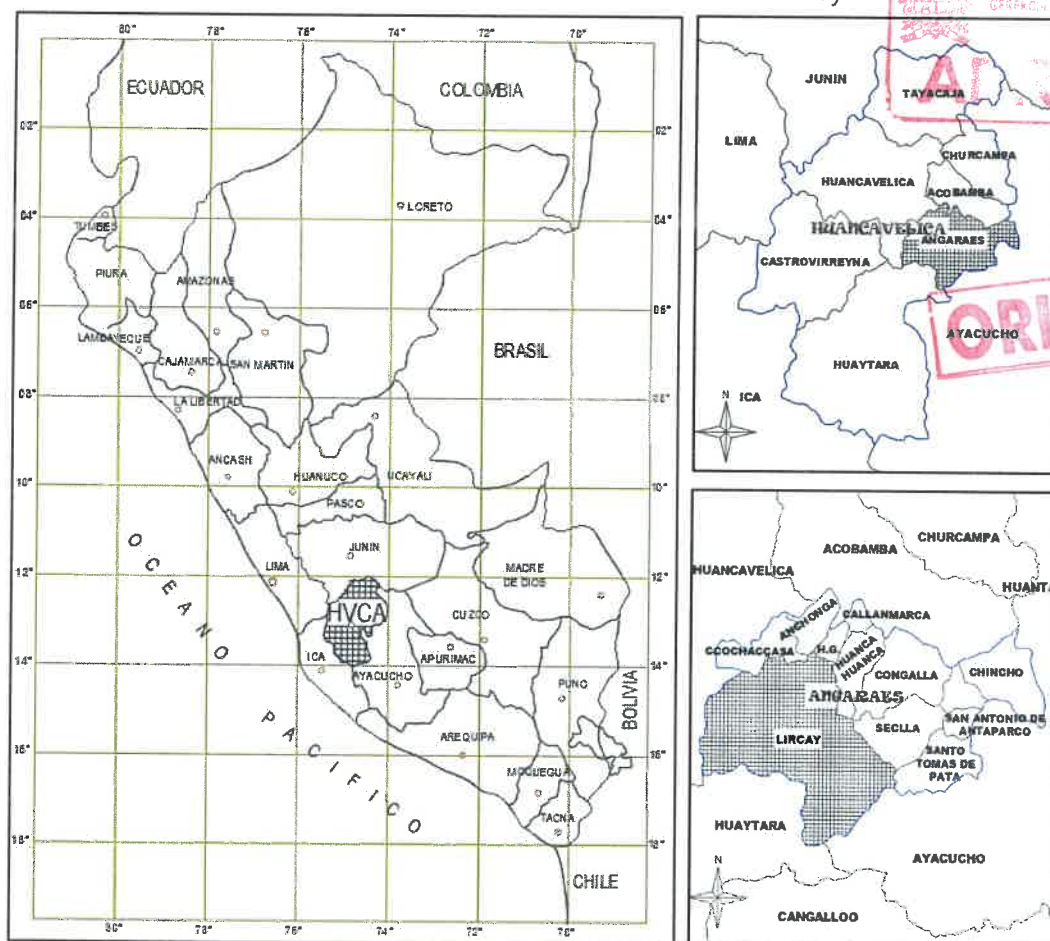 80° 78° 76° 74° 72° 70°
ECUADOR
COLOMBIA
02° 02°
LORETO
04° 04°
TUMBES
PIURA
AMAZONAS
06° 06°
LAMBAYEQUE
CAJAMARCA
SAN MARTIN
BRASIL
08° 08°
LA LIBERTAD
ANCASH
HUANUCO
UCAYALI
10° 10°
PASCO
JUNIN
LIMA
MADRE
DE DIOS
12° 12°
HVCA
CUZCO
ICA
APURIMAC
14° 14°
AYACUCHO
PUNO
BOLIVIA
AREQUIPA
16° 16°
MOQUEGUA
TACNA
OCEANO PACIFICO
18°
CHILE
80° 78° 76° 74° 72° 70°
JUNIN
TAYACAJA
LIMA
CHURCAMPA
HUANCAVELICA
ACOBAMBA
HUANCAVELICA
ANGARAES
CASTROVIRREYNA
AYACUCHO
ORI
HUAYTARA
N
ICA
CHURCAMPA
ACOBAMBA
HUANCAVELICA
HUANTA
ANCHONGA
CALLANMARCA
CCOCHACCASA
H.G.
HUANCA
HUANCA
CONGALLA
CHINCHO
ANGARAES
SECLLA
SAN ANTONIO DE
ANTAPARCO
LIRCAY
SANTO
TOMAS DE
PATA
HUAYTARA
N
AYACUCHO
CANGALLOO